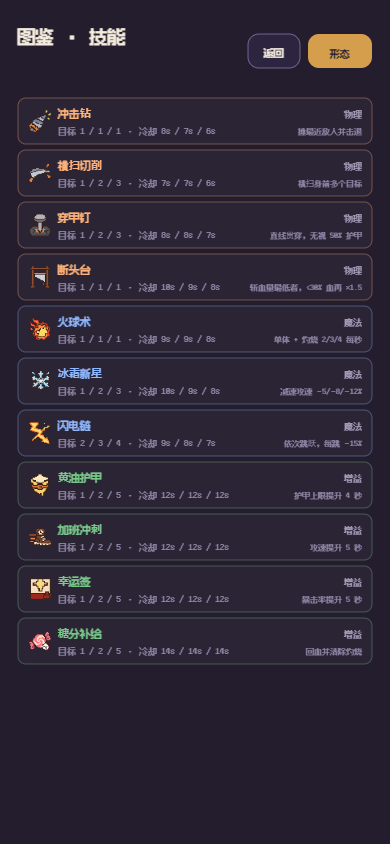 图鉴 · 技能
返回
形态
冲击钻
物理
目标 1 / 1 / 1 · 冷却 8s / 7s / 6s
推最近敌人并击退
横扫切削
物理
目标 1 / 2 / 3 · 冷却 7s / 7s / 6s
横扫身前多个目标
穿甲钉
物理
目标 1 / 2 / 3 · 冷却 8s / 8s / 7s
直线贯穿，无视 50% 护甲
断头台
物理
目标 1 / 1 / 1 · 冷却 10s / 9s / 8s
斩血量最低者，<30% 血再 ×1.5
火球术
魔法
目标 1 / 1 / 1 · 冷却 9s / 9s / 8s
单体 + 灼烧 2/3/4 每秒
冰霜新星
魔法
目标 1 / 2 / 3 · 冷却 10s / 9s / 8s
减速攻速 -5/-8/-12%
闪电链
魔法
目标 2 / 3 / 4 · 冷却 9s / 8s / 7s
依次跳跃，每跳 -15%
黄油护甲
增益
目标 1 / 2 / 5 · 冷却 12s / 12s / 12s
护甲上限提升 4 秒
加班冲刺
增益
目标 1 / 2 / 5 · 冷却 12s / 12s / 12s
攻速提升 5 秒
幸运签
增益
目标 1 / 2 / 5 · 冷却 12s / 12s / 12s
暴击率提升 5 秒
糖分补给
增益
目标 1 / 2 / 5 · 冷却 14s / 14s / 14s
回血并清除灼烧